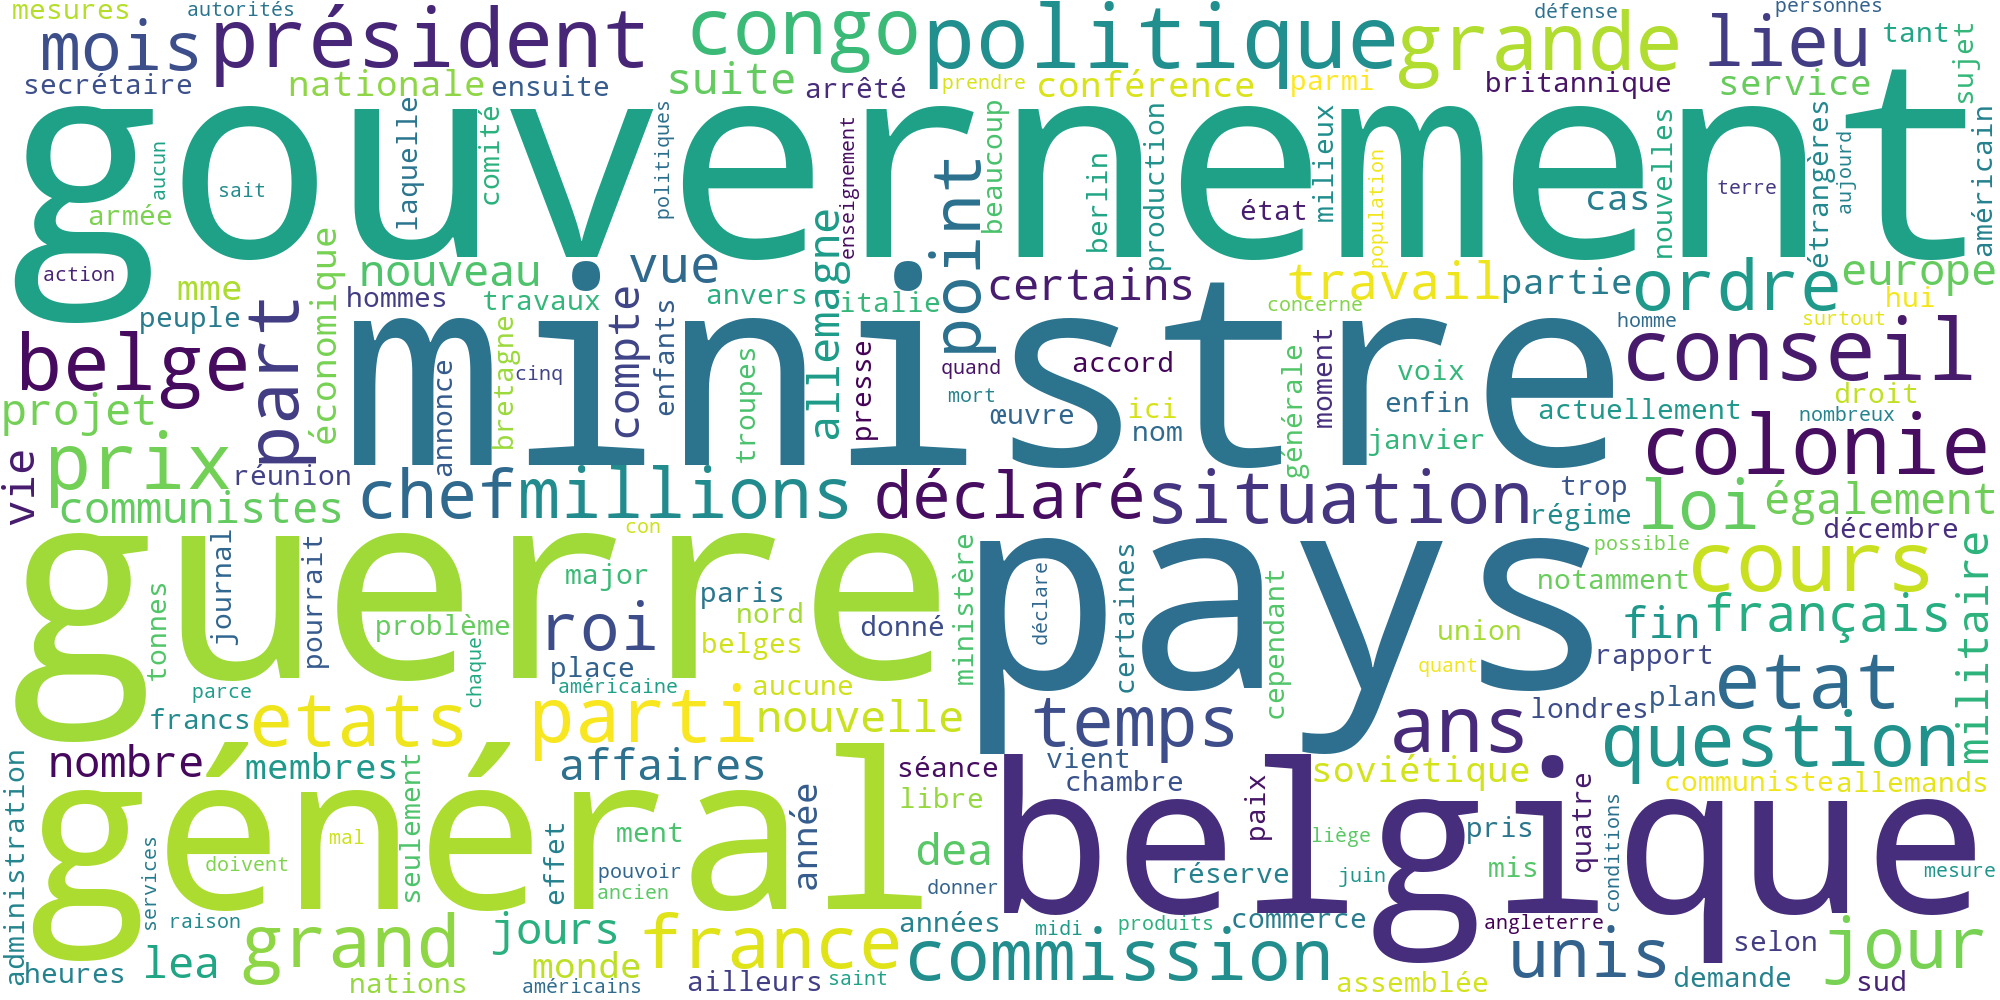 mesures autorités congo politique défense personnes
mois président grande lieu tant sujet
secrétaire nationale ensuite suite arrêté prendre conférence parmi britannique service
gouvernement
aucun sait armée laquelle comité politiques enseignement beaucoup berlin production état milieux population cas nouvelles terre étrangères aujourd américain
action mme nouveau vue point certains travail partie ordre europe
peuple économique part hommes travaux compte enfants anvers allemagne italie concerne homme surtout hui
ministre
belge annonce bretagne cinq troupes presse quand accord générale moment voix conseil
projet mort œuvre ici nom enfin actuellement droit nombreux
vie prix réunion janvier colonie
communistes chef millions déclaré situation trop régime loi également
guerre pays
con décembre possible
tonnes journal pourrait problème major paris nord belges roi donné ministère déclare certaines cependant union quant notamment cours militaire
place rapport fin français
parce francs etats chaque américaine parti aucune nouvelle temps ans londres plan etat
nombre membres affaires séance vient chambre soviétique question communiste allemands
général belgique
administration services doivent mal seulement effet ment année libre dea paix liège quatre pris conditions
pouvoir ancien donner réserve juin mis mesure
raison grand jours france années midi produits commerce angleterre unis selon jour
heures lea nations monde américains ailleurs saint commission assemblée demande sud